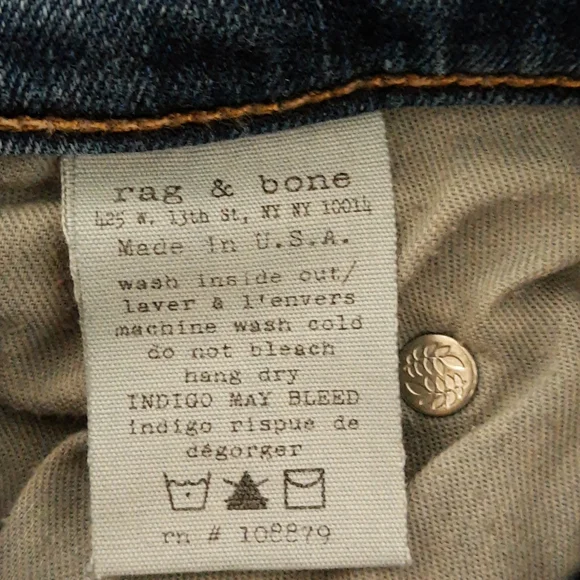 rag & bone
425 W. 13th St, NY NY 10014
Made in U.S.A.
wash inside out/
laver à l'envers
machine wash cold
do not bleach
hang dry
INDIGO MAY BLEED
indigo rispue de
dégorger
rn # 108879